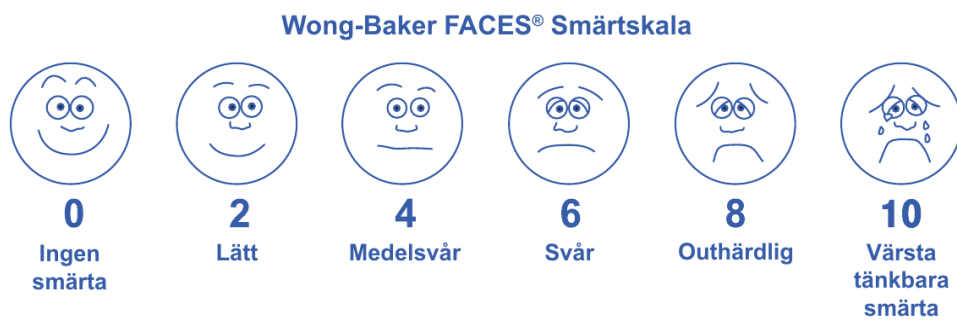 Wong-Baker FACES® Smärtskala
0 2 4 6 8 10
Ingen smärta
Lätt
Medelsvår
Svår
Outhärdlig
Värsta tänkbara smärta